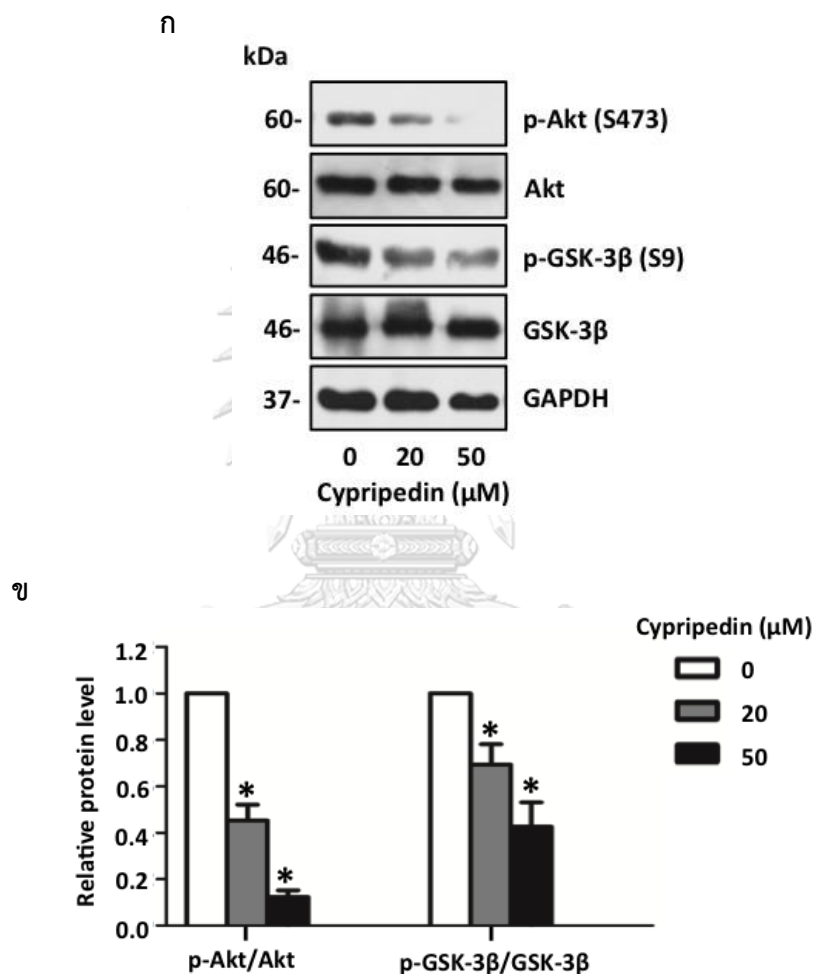 ก
kDa
60- p-Akt (S473)
60- Akt
46- p-GSK-3β (S9)
46- GSK-3β
37- GAPDH
0 20 50
Cypripedin (µM)
ข
Cypripedin (µM)
0
20
50
Relative protein level
1.2
1.0
0.8
0.6
0.4
0.2
0.0
* *
* *
p-Akt/Akt p-GSK-3β/GSK-3β